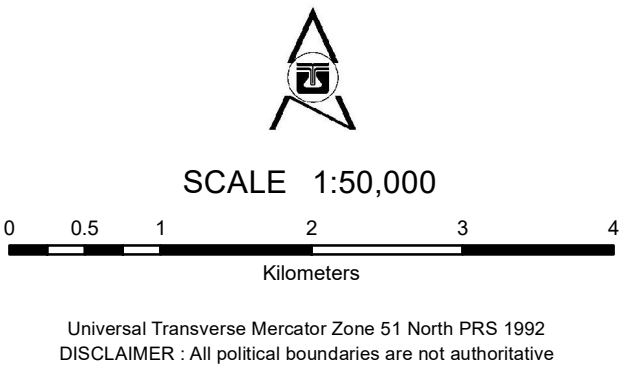 SCALE 1:50,000
0 0.5 1 2 3 4
Kilometers
Universal Transverse Mercator Zone 51 North PRS 1992
DISCLAIMER : All political boundaries are not authoritative